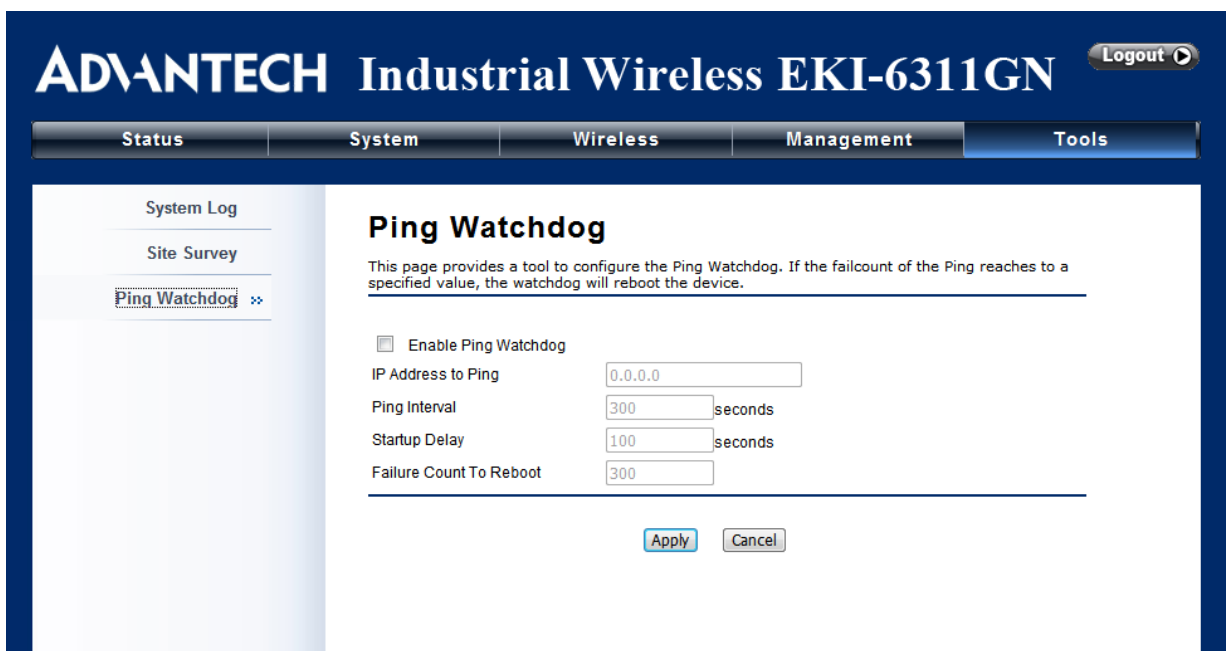 ADVANTECH Industrial Wireless EKI-6311GN Logout
Status System Wireless Management Tools
System Log
Site Survey
Ping Watchdog »
Ping Watchdog
This page provides a tool to configure the Ping Watchdog. If the failcount of the Ping reaches to a
specified value, the watchdog will reboot the device.
Enable Ping Watchdog
IP Address to Ping 0.0.0.0
Ping Interval 300 seconds
Startup Delay 100 seconds
Failure Count To Reboot 300
Apply Cancel